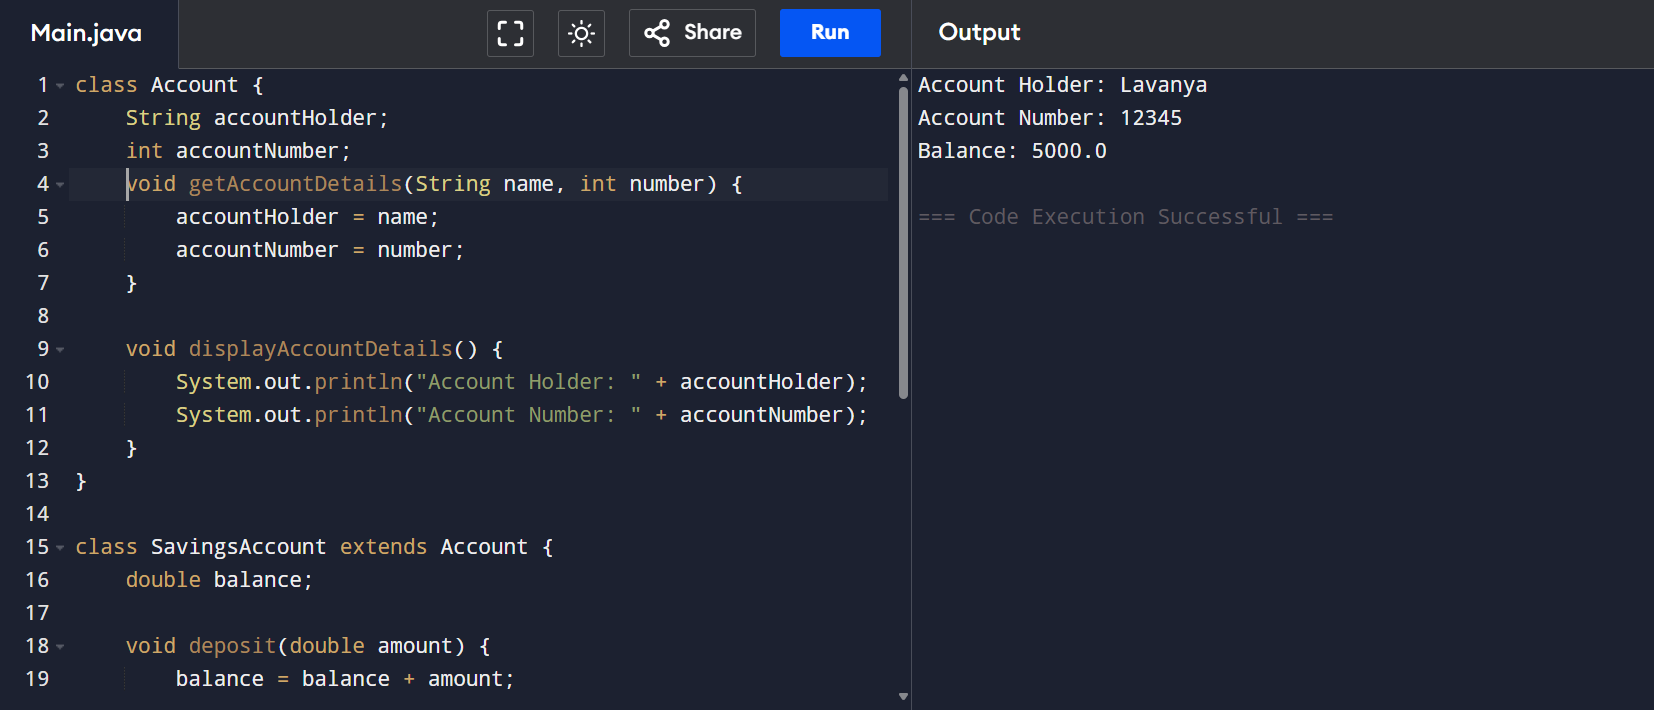 Main.java
Share
Run
Output
1 class Account {
2     String accountHolder;
3     int accountNumber;
4     void getAccountDetails(String name, int number) {
5         accountHolder = name;
6         accountNumber = number;
7     }
8
9     void displayAccountDetails() {
10         System.out.println("Account Holder: " + accountHolder);
11         System.out.println("Account Number: " + accountNumber);
12     }
13 }
14
15 class SavingsAccount extends Account {
16     double balance;
17
18     void deposit(double amount) {
19         balance = balance + amount;
Account Holder: Lavanya
Account Number: 12345
Balance: 5000.0
=== Code Execution Successful ===